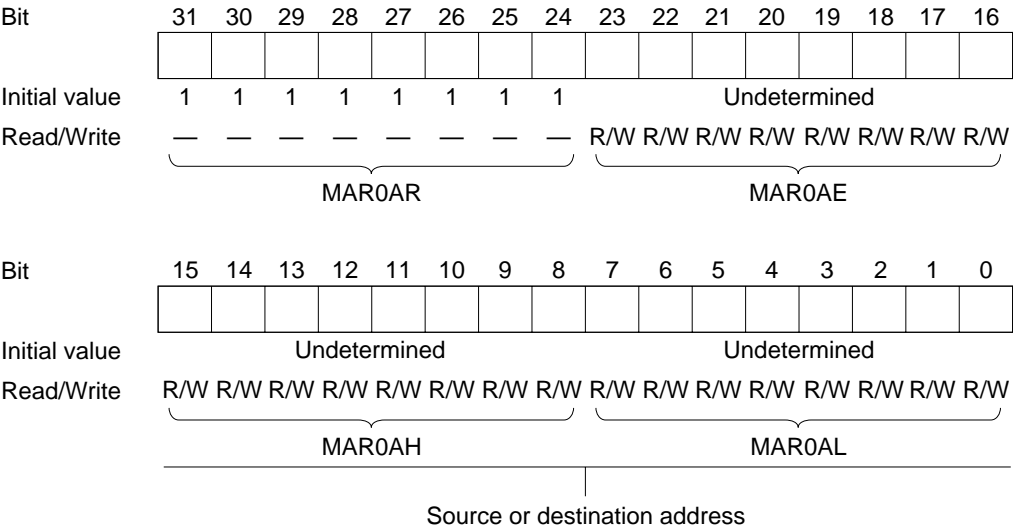 Bit 31 30 29 28 27 26 25 24 23 22 21 20 19 18 17 16
Initial value 1 1 1 1 1 1 1 1 Undetermined
Read/Write — — — — — — — — R/W R/W R/W R/W R/W R/W R/W R/W
MAR0AR MAR0AE
Bit 15 14 13 12 11 10 9 8 7 6 5 4 3 2 1 0
Initial value Undetermined Undetermined
Read/Write R/W R/W R/W R/W R/W R/W R/W R/W R/W R/W R/W R/W R/W R/W R/W R/W
MAR0AH MAR0AL
Source or destination address